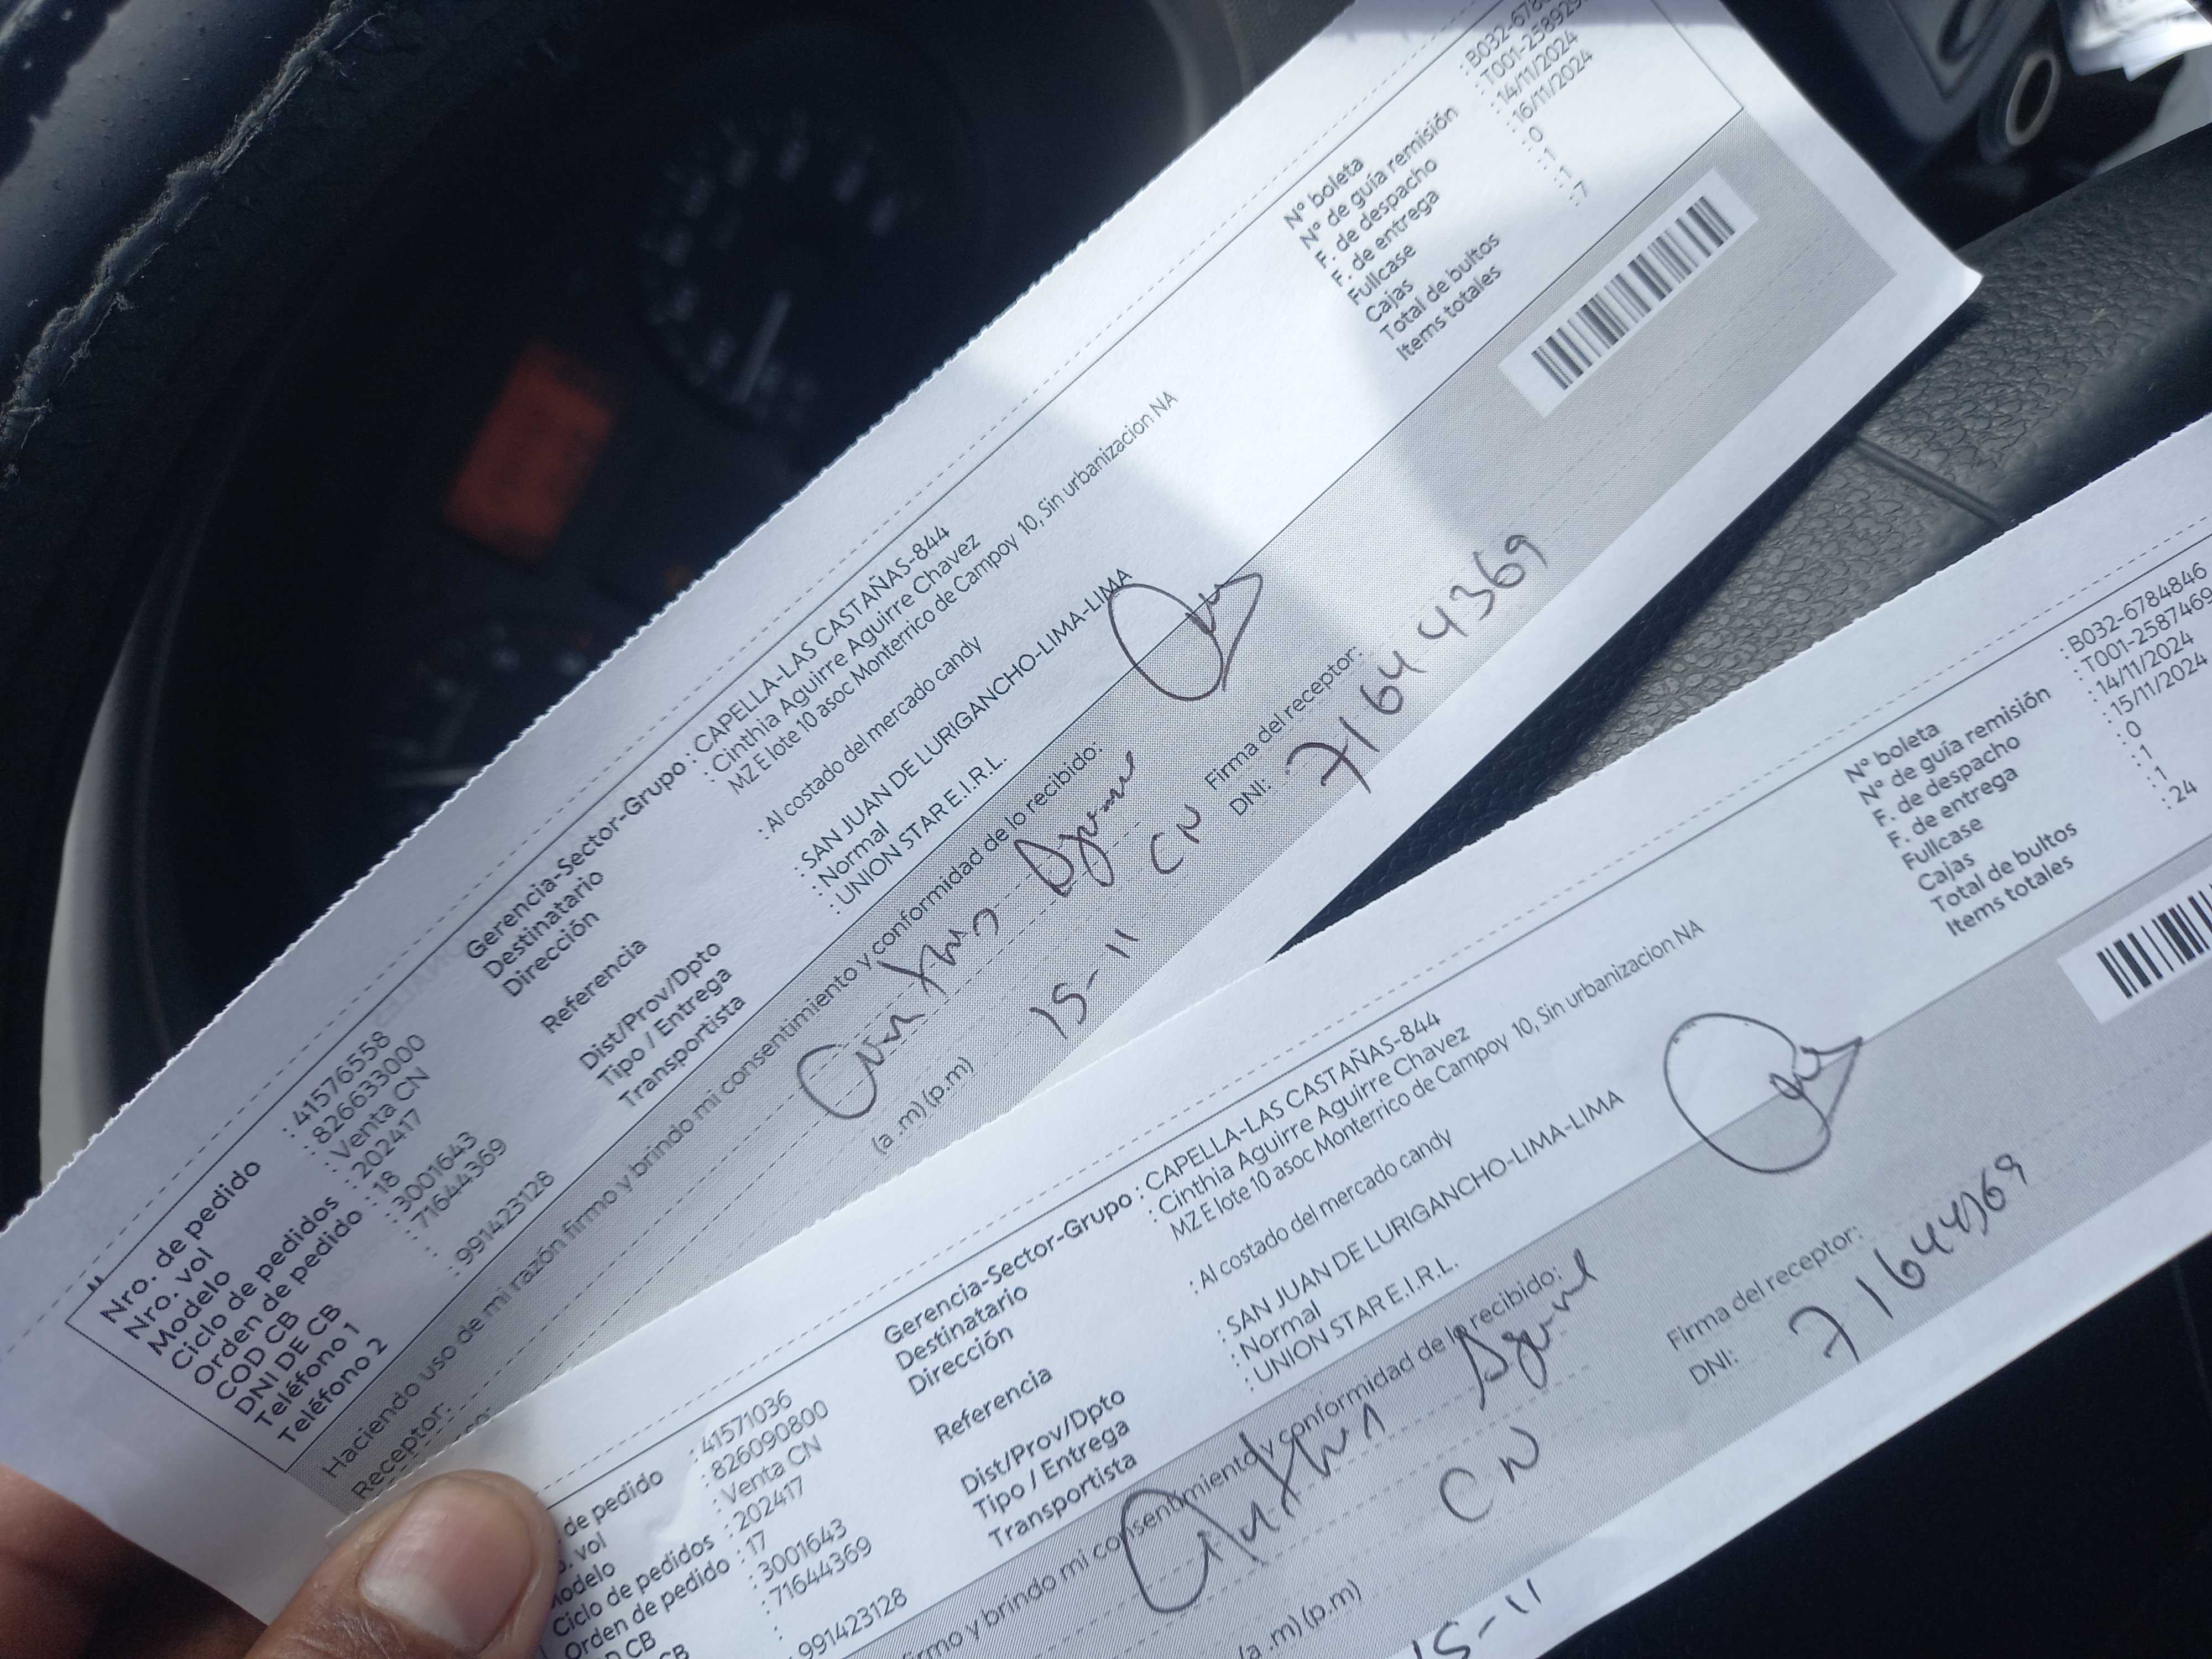 Nro. de pedido : 41576558
Nro. vol : 826633000
Modelo : Venta CN
Ciclo de pedidos : 202417
Orden de pedido : 18
COD CB : 3001643
DNI DE CB : 71644369
Teléfono 1 :
Teléfono 2 : 991423128
Gerencia-Sector-Grupo : CAPELLA-LAS CASTAÑAS-844
Destinatario : Cinthia Aguirre Aguirre Chavez
Dirección MZ E lote 10 asoc Monterrico de Campoy 10, Sin urbanizacion NA
Referencia : Al costado del mercado candy
Dist/Prov/Dpto : SAN JUAN DE LURIGANCHO-LIMA-LIMA
Tipo / Entrega : Normal
Transportista : UNION STAR E.I.R.L.
Nº boleta : B032-678
Nº de guía remisión : T001-258929
F. de despacho : 14/11/2024
F. de entrega : 16/11/2024
Fullcase : 0
Cajas : 1
Total de bultos : 1
Items totales : 7
Haciendo uso de mi razón firmo y brindo mi consentimiento y conformidad de lo recibido:
Receptor:
(a .m) (p.m)
15-11 CN
Firma del receptor:
DNI: 71644369
de pedido : 41571036
. vol : 826090800
odelo : Venta CN
Ciclo de pedidos : 202417
Orden de pedido : 17
D CB : 3001643
CB : 71644369
:
: 991423128
Gerencia-Sector-Grupo : CAPELLA-LAS CASTAÑAS-844
Destinatario : Cinthia Aguirre Aguirre Chavez
Dirección MZ E lote 10 asoc Monterrico de Campoy 10, Sin urbanizacion NA
Referencia : Al costado del mercado candy
Dist/Prov/Dpto : SAN JUAN DE LURIGANCHO-LIMA-LIMA
Tipo / Entrega : Normal
Transportista : UNION STAR E.I.R.L.
Nº boleta : B032-6784846
Nº de guía remisión : T001-2587469
F. de despacho : 14/11/2024
F. de entrega : 15/11/2024
Fullcase : 0
Cajas : 1
Total de bultos : 1
Items totales : 24
firmo y brindo mi consentimiento y conformidad de lo recibido:
CN
(a .m) (p.m)
15-11
Firma del receptor:
DNI: 71644369